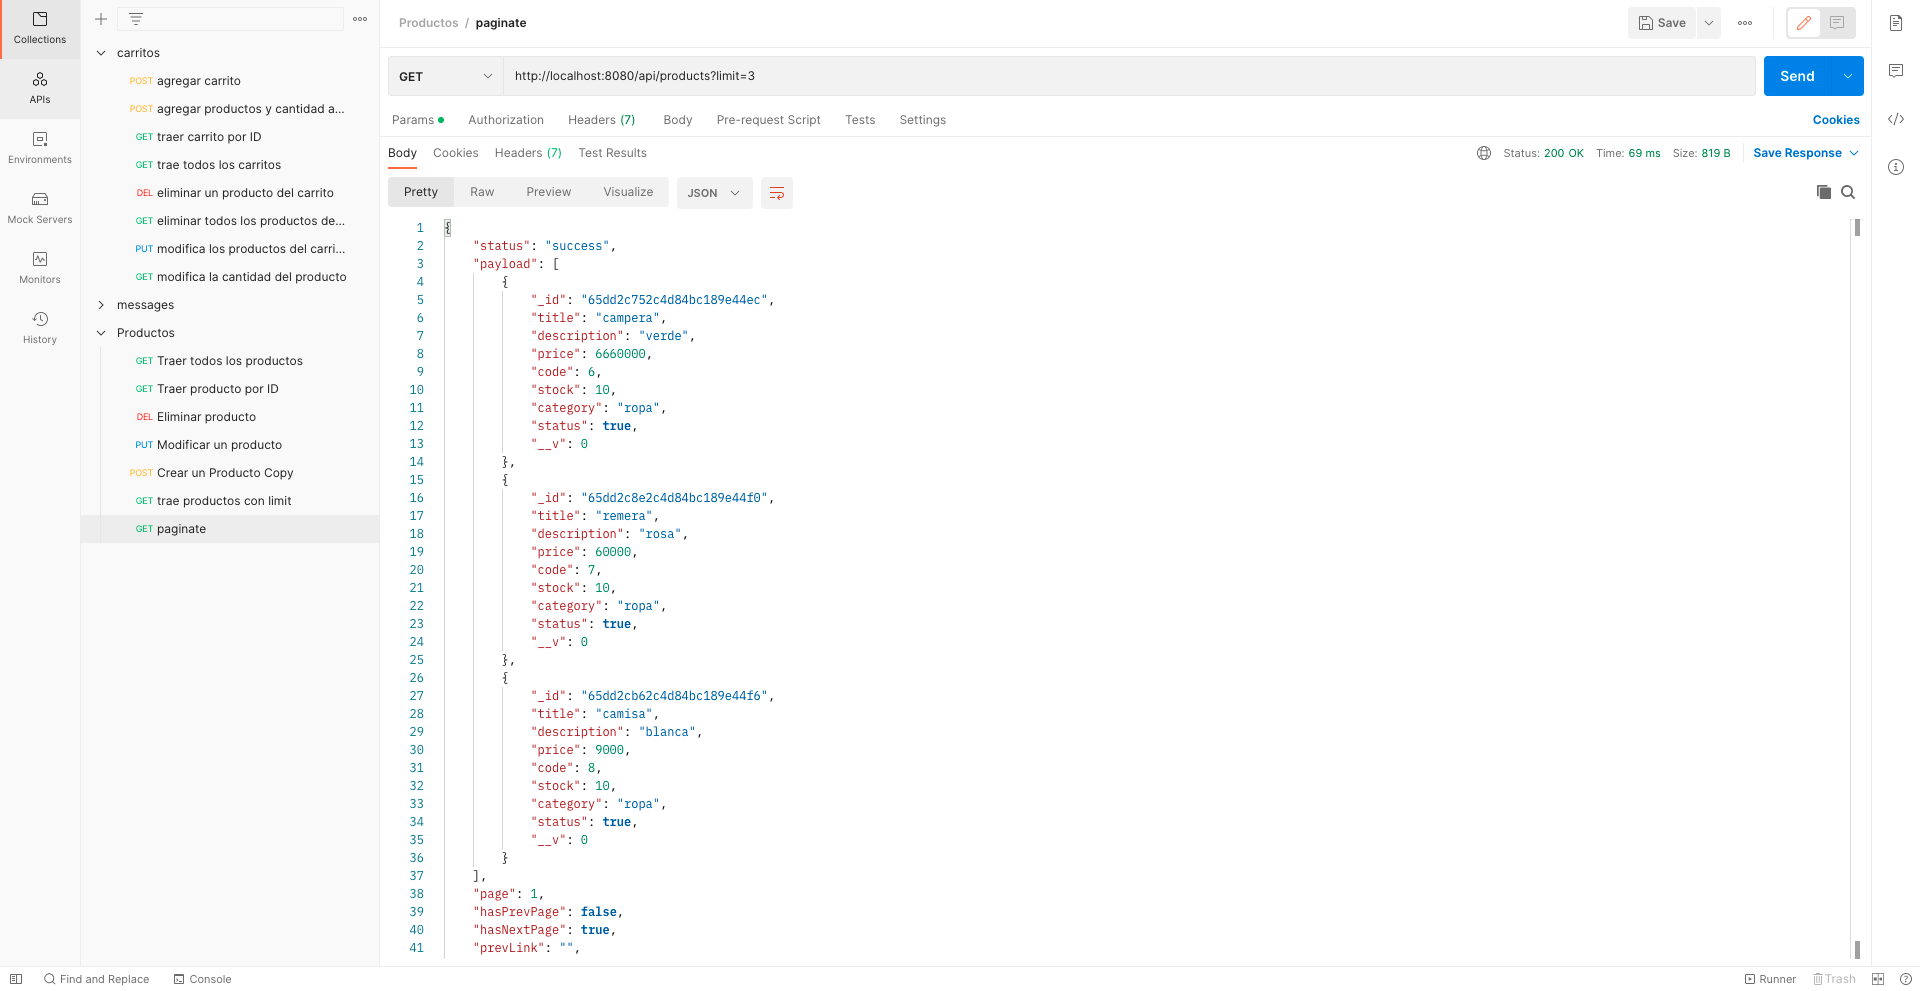 Collections
APIs
Environments
Mock Servers
Monitors
History
carritos
POST agregar carrito
POST agregar productos y cantidad a...
GET traer carrito por ID
GET trae todos los carritos
DEL eliminar un producto del carrito
GET eliminar todos los productos de...
PUT modifica los productos del carri...
GET modifica la cantidad del producto
messages
Productos
GET Traer todos los productos
GET Traer producto por ID
DEL Eliminar producto
PUT Modificar un producto
POST Crear un Producto Copy
GET trae productos con limit
GET paginate
Productos / paginate
Save
GET http://localhost:8080/api/products?limit=3
Send
Params Authorization Headers (7) Body Pre-request Script Tests Settings
Cookies
Body Cookies Headers (7) Test Results
Status: 200 OK Time: 69 ms Size: 819 B Save Response
Pretty Raw Preview Visualize JSON
1 {
2 "status": "success",
3 "payload": [
4 {
5 "_id": "65dd2c752c4d84bc189e44ec",
6 "title": "campera",
7 "description": "verde",
8 "price": 6660000,
9 "code": 6,
10 "stock": 10,
11 "category": "ropa",
12 "status": true,
13 "__v": 0
14 },
15 {
16 "_id": "65dd2c8e2c4d84bc189e44f0",
17 "title": "remera",
18 "description": "rosa",
19 "price": 60000,
20 "code": 7,
21 "stock": 10,
22 "category": "ropa",
23 "status": true,
24 "__v": 0
25 },
26 {
27 "_id": "65dd2cb62c4d84bc189e44f6",
28 "title": "camisa",
29 "description": "blanca",
30 "price": 9000,
31 "code": 8,
32 "stock": 10,
33 "category": "ropa",
34 "status": true,
35 "__v": 0
36 }
37 ],
38 "page": 1,
39 "hasPrevPage": false,
40 "hasNextPage": true,
41 "prevLink": "",
Find and Replace Console
Runner Trash